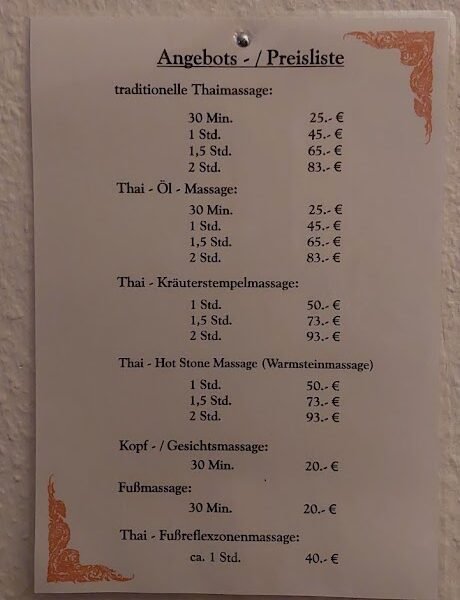 Angebots - / Preisliste
traditionelle Thaimassage:
30 Min. 25.- €
1 Std. 45.- €
1,5 Std. 65.- €
2 Std. 83.- €
Thai - Öl - Massage:
30 Min. 25.- €
1 Std. 45.- €
1,5 Std. 65.- €
2 Std. 83.- €
Thai - Kräuterstempelmassage:
1 Std. 50.- €
1,5 Std. 73.- €
2 Std. 93.- €
Thai - Hot Stone Massage (Warmsteinmassage)
1 Std. 50.- €
1,5 Std. 73.- €
2 Std. 93.- €
Kopf - / Gesichtsmassage:
30 Min. 20.- €
Fußmassage:
30 Min. 20.- €
Thai - Fußreflexzonenmassage:
ca. 1 Std. 40.- €